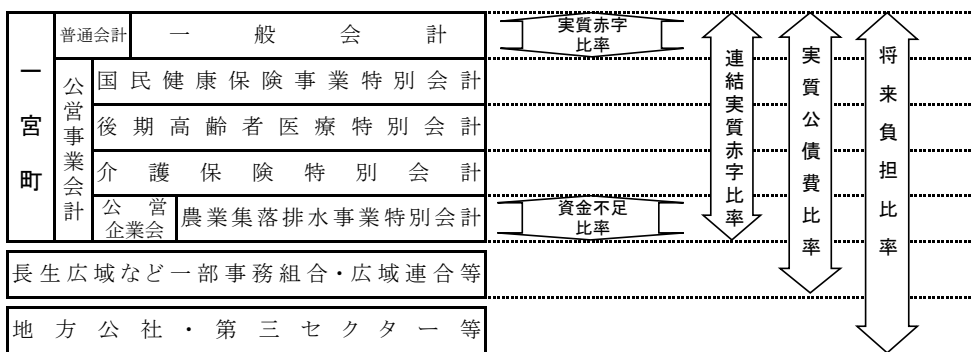 一宮町
普通会計
一般会計
公営事業会計
国民健康保険事業特別会計
後期高齢者医療特別会計
介護保険特別会計
公営
企業会
農業集落排水事業特別会計
長生広域など一部事務組合・広域連合等
地方公社・第三セクター等
実質赤字
比率
資金不足
比率
連結実質赤字比率
実質公債費比率
将来負担比率